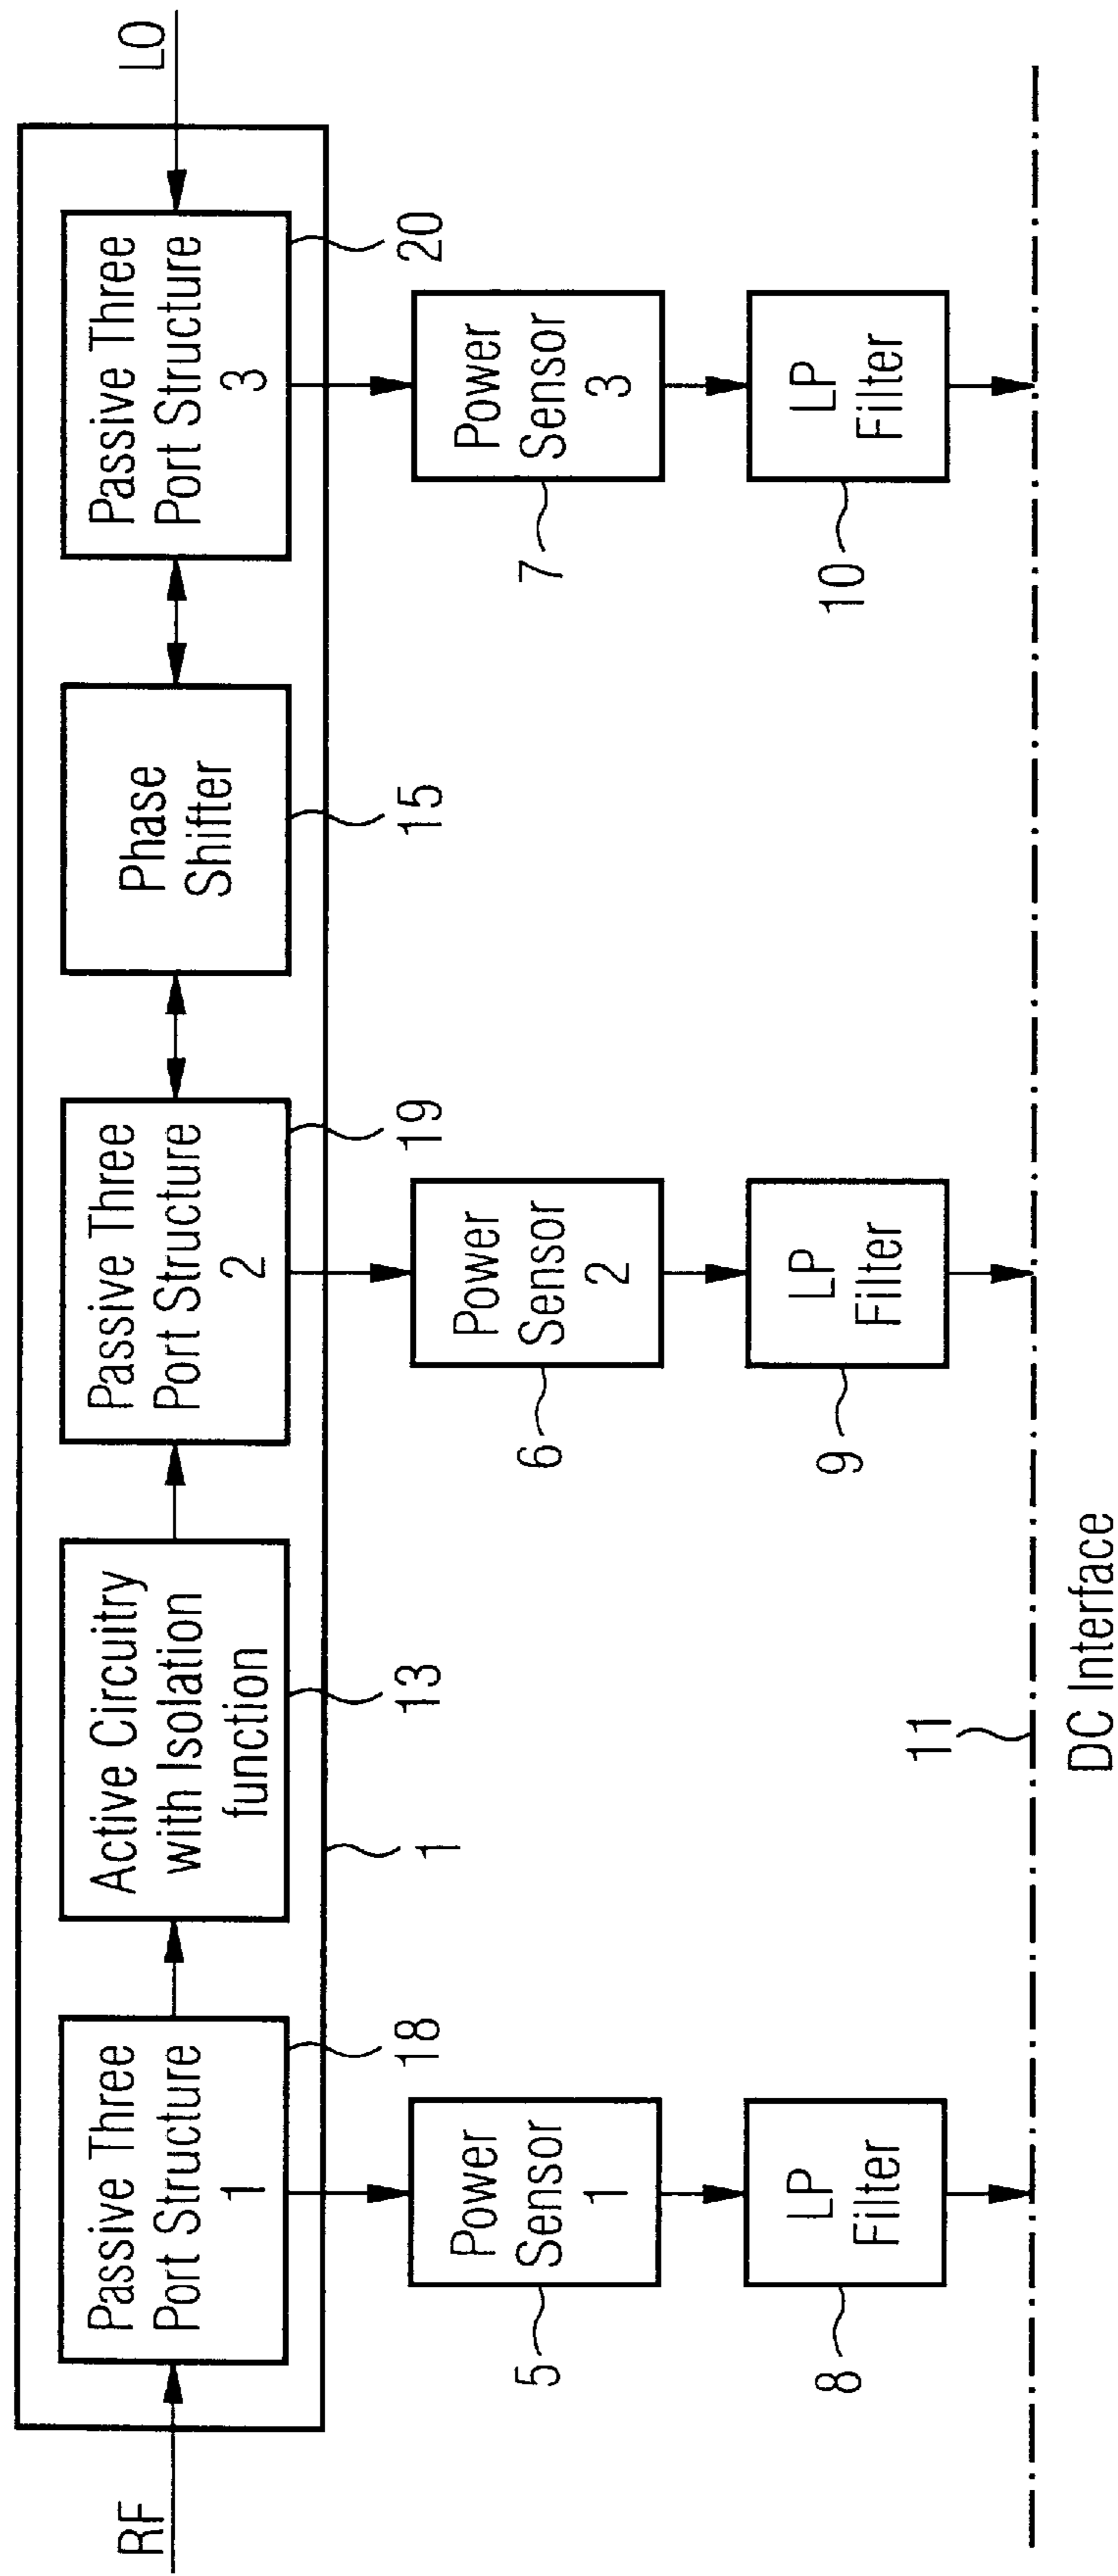 RF
Passive Three
Port Structure
1
18
Active Circuitry
with Isolation
function
13
1
Passive Three
Port Structure
2
19
Phase
Shifter
15
Passive Three
Port Structure
3
20
LO
Power
Sensor
1
5
Power
Sensor
2
6
Power
Sensor
3
7
LP
Filter
8
LP
Filter
9
LP
Filter
10
11
DC Interface